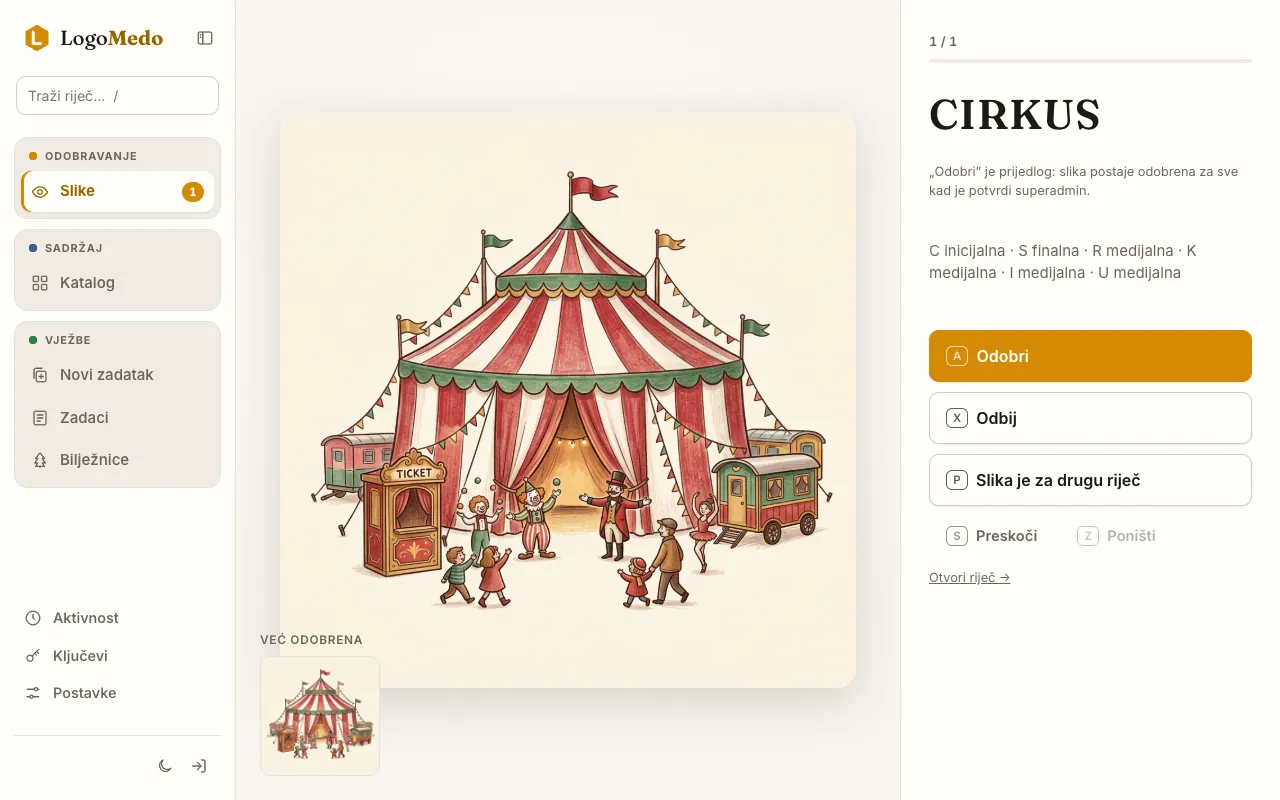 LogoMedo
Traži riječ... /
ODOBRAVANJE
Slike 1
SADRŽAJ
Katalog
VJEŽBE
Novi zadatak
Zadaci
Bilježnice
Aktivnost
Ključevi
Postavke
TICKET
VEĆ ODOBRENA
1 / 1
CIRKUS
„Odobri” je prijedlog: slika postaje odobrena za sve
kad je potvrdi superadmin.
C inicijalna · S finalna · R medijalna · K
medijalna · I medijalna · U medijalna
A Odobri
X Odbij
P Slika je za drugu riječ
S Preskoči Z Poništi
Otvori riječ →